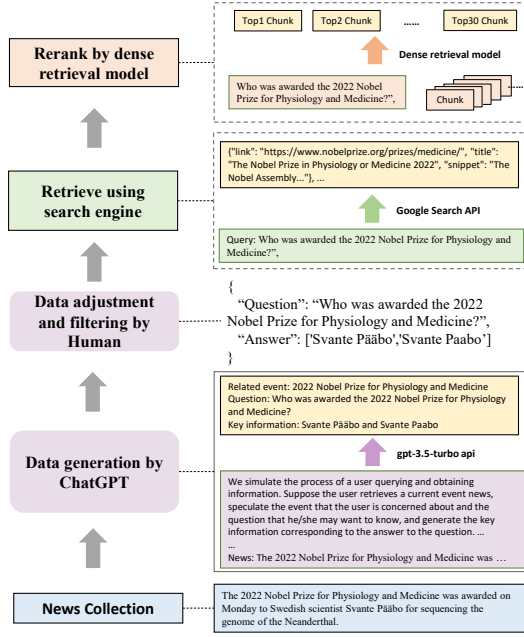 Top1 Chunk
Top2 Chunk
......
Top30 Chunk
Rerank by dense
retrieval model
Dense retrieval model
Who was awarded the 2022 Nobel
Prize for Physiology and Medicine?",
Chunk
......
{"link": "https://www.nobelprize.org/prizes/medicine/", "title":
"The Nobel Prize in Physiology or Medicine 2022", "snippet": "The
Nobel Assembly..."}, ...
Retrieve using
search engine
Google Search API
Query: Who was awarded the 2022 Nobel Prize for Physiology and
Medicine?",
Data adjustment
and filtering by
Human
{
“Question”: “Who was awarded the 2022
Nobel Prize for Physiology and Medicine?”,
“Answer”: ['Svante Pääbo','Svante Paabo’]
}
Related event: 2022 Nobel Prize for Physiology and Medicine
Question: Who was awarded the 2022 Nobel Prize for Physiology
and Medicine?
Key information: Svante Pääbo and Svante Paabo
Data generation by
ChatGPT
gpt-3.5-turbo api
We simulate the process of a user querying and obtaining
information. Suppose the user retrieves a current event news,
speculate the event that the user is concerned about and the
question that he/she may want to know, and generate the key
information corresponding to the answer to the question. ...
...
News: The 2022 Nobel Prize for Physiology and Medicine was …
News Collection
The 2022 Nobel Prize for Physiology and Medicine was awarded on
Monday to Swedish scientist Svante Pääbo for sequencing the
genome of the Neanderthal.